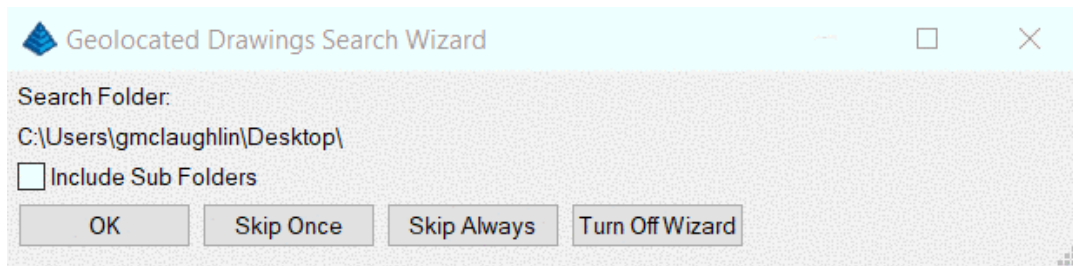 Geolocated Drawings Search Wizard
Search Folder:
C:\Users\gmclaughlin\Desktop\
Include Sub Folders
OK Skip Once Skip Always Turn Off Wizard